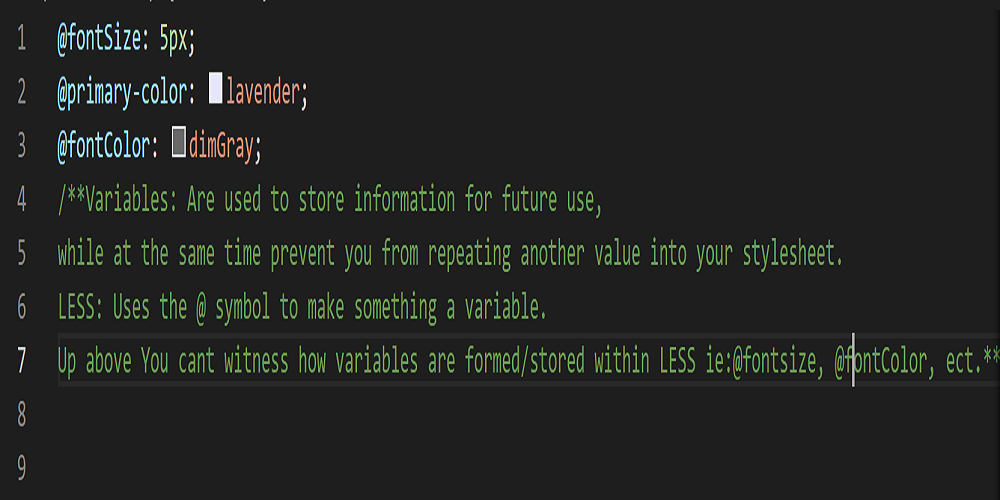 1 @fontSize: 5px;
2 @primary-color: lavender;
3 @fontColor: dimGray;
4 /**Variables: Are used to store information for future use,
5 while at the same time prevent you from repeating another value into your stylesheet.
6 LESS: Uses the @ symbol to make something a variable.
7 Up above You cant witness how variables are formed/stored within LESS ie:@fontsize, @fontColor, ect.**
8
9